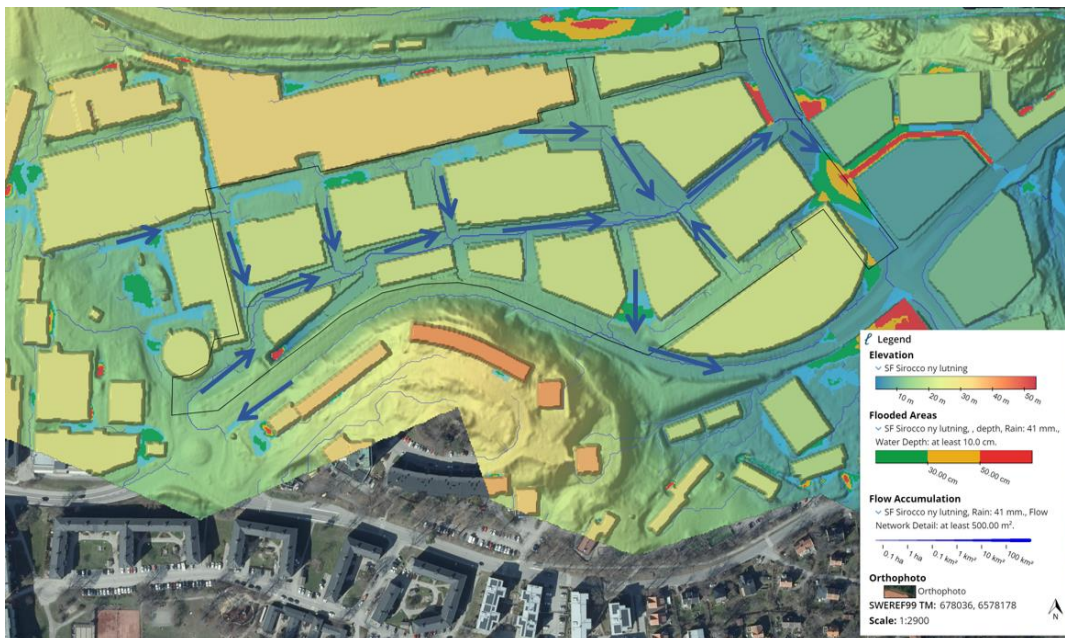 Legend
Elevation
SF Sirocco ny lutning
10 m
20 m
30 m
40 m
50 m
Flooded Areas
SF Sirocco ny lutning, , depth, Rain: 41 mm.,
Water Depth: at least 10.0 cm.
30.00 cm
50.00 cm
Flow Accumulation
SF Sirocco ny lutning, Rain: 41 mm., Flow
Network Detail: at least 500.00 m².
0.1 ha
1 ha
0.1 km²
1 km²
10 km²
100 km²
Orthophoto
Orthophoto
SWEREF99 TM: 678036, 6578178
Scale: 1:2900
N